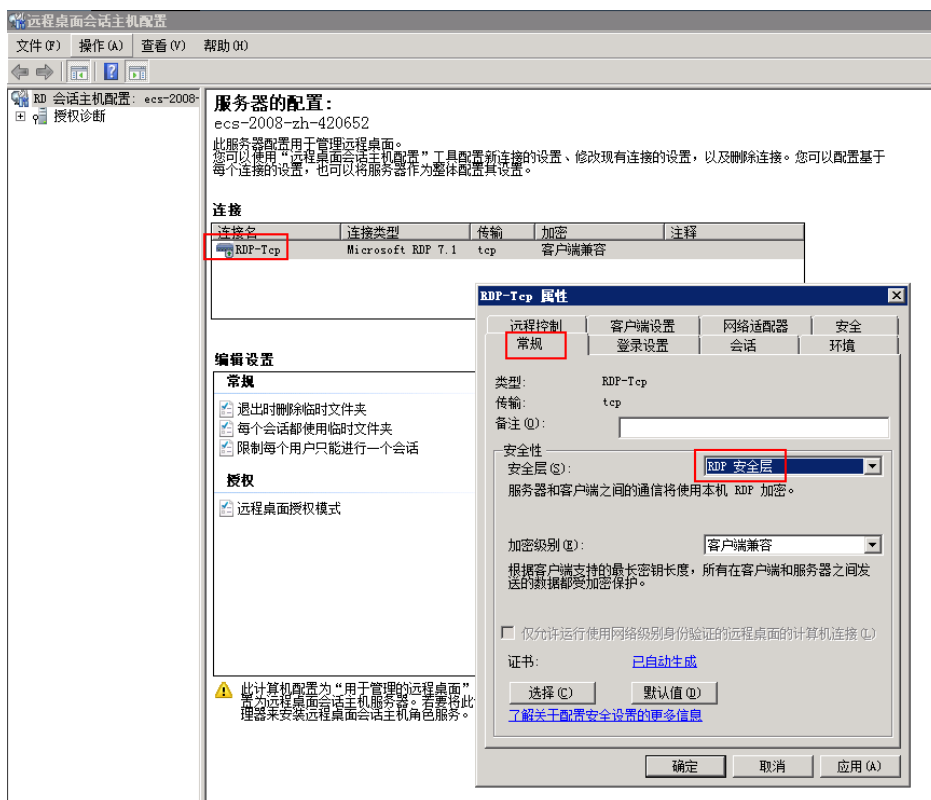 远程桌面会话主机配置
文件(F) 操作(A) 查看(V) 帮助(H)
RD 会话主机配置: ecs-2008-
授权诊断
服务器的配置:
ecs-2008-zh-420652
此服务器配置用于管理远程桌面。
您可以使用“远程桌面会话主机配置”工具配置新连接的设置、修改现有连接的设置,以及删除连接。您可以配置基于
每个连接的设置,也可以将服务器作为整体配置其设置。
连接
连接名 连接类型 传输 加密 注释
RDP-Tcp Microsoft RDP 7.1 tcp 客户端兼容
编辑设置
常规
退出时删除临时文件夹
每个会话都使用临时文件夹
限制每个用户只能进行一个会话
授权
远程桌面授权模式
此计算机配置为“用于管理的远程桌面”
置为远程桌面会话主机服务器。若要将此
理器来安装远程桌面会话主机角色服务。
RDP-Tcp 属性
远程控制 客户端设置 网络适配器 安全
常规 登录设置 会话 环境
类型: RDP-Tcp
传输: tcp
备注(O):
安全性
安全层(S): RDP 安全层
服务器和客户端之间的通信将使用本机 RDP 加密。
加密级别(E): 客户端兼容
根据客户端支持的最长密钥长度,所有在客户端和服务器之间发
送的数据都受加密保护。
仅允许运行使用网络级别身份验证的远程桌面的计算机连接(L)
证书: 已自动生成
选择(C) 默认值(D)
了解关于配置安全设置的更多信息
确定 取消 应用(A)